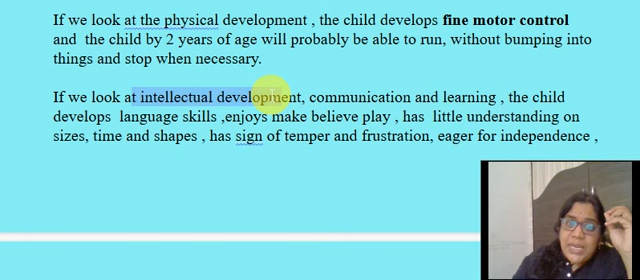 If we look at the physical development , the child develops fine motor control
and the child by 2 years of age will probably be able to run, without bumping into
things and stop when necessary.
If we look at intellectual development, communication and learning , the child
develops language skills ,enjoys make believe play , has little understanding on
sizes, time and shapes , has sign of temper and frustration, eager for independence ,